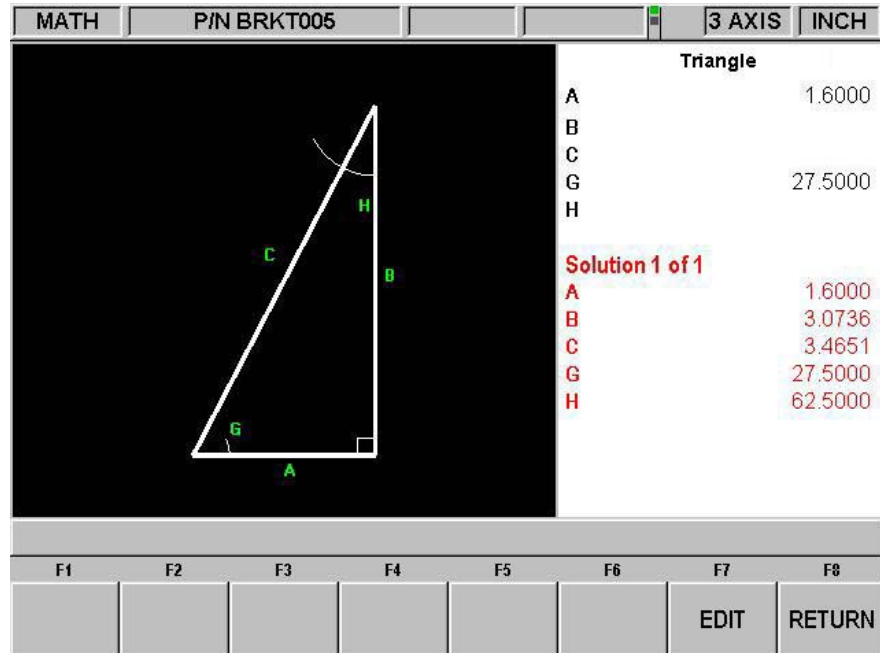 MATH P/N BRKT005 3 AXIS INCH
Triangle
A 1.6000
B
C
G 27.5000
H
Solution 1 of 1
A 1.6000
B 3.0736
C 3.4651
G 27.5000
H 62.5000
H
C
B
G
A
F1 F2 F3 F4 F5 F6 F7 F8
EDIT RETURN